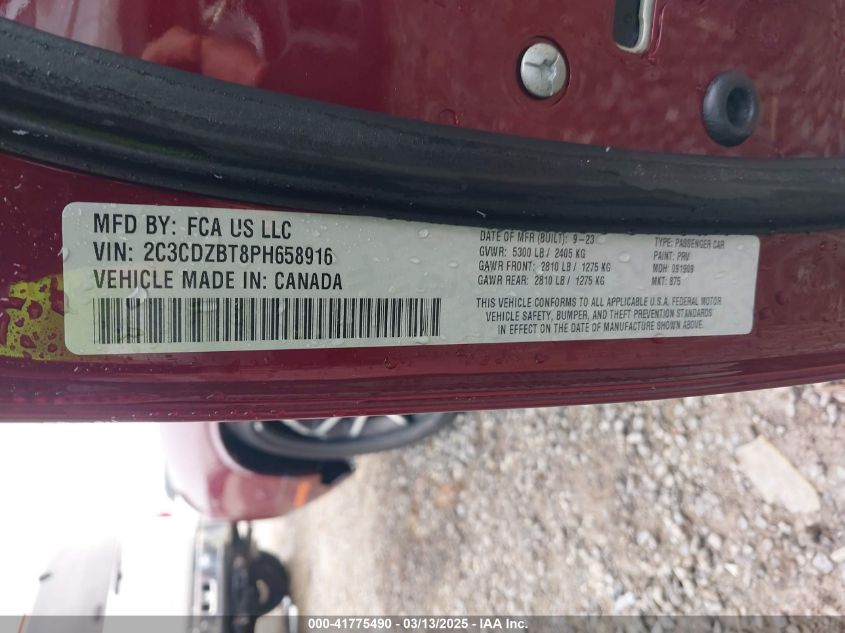 MFD BY: FCA US LLC
VIN: 2C3CDZBT8PH658916
VEHICLE MADE IN: CANADA
DATE OF MFR (BUILT): 9-23
GVWR: 5300 LB / 2405 KG
GAWR FRONT: 2810 LB / 1275 KG
GAWR REAR: 2810 LB / 1275 KG
TYPE: PASSENGER CAR
PAINT: PRV
MDH: 091909
MKT: 875
THIS VEHICLE CONFORMS TO ALL APPLICABLE U.S.A. FEDERAL MOTOR
VEHICLE SAFETY, BUMPER, AND THEFT PREVENTION STANDARDS
IN EFFECT ON THE DATE OF MANUFACTURE SHOWN ABOVE.
000-41775490 - 03/13/2025 - IAA Inc.